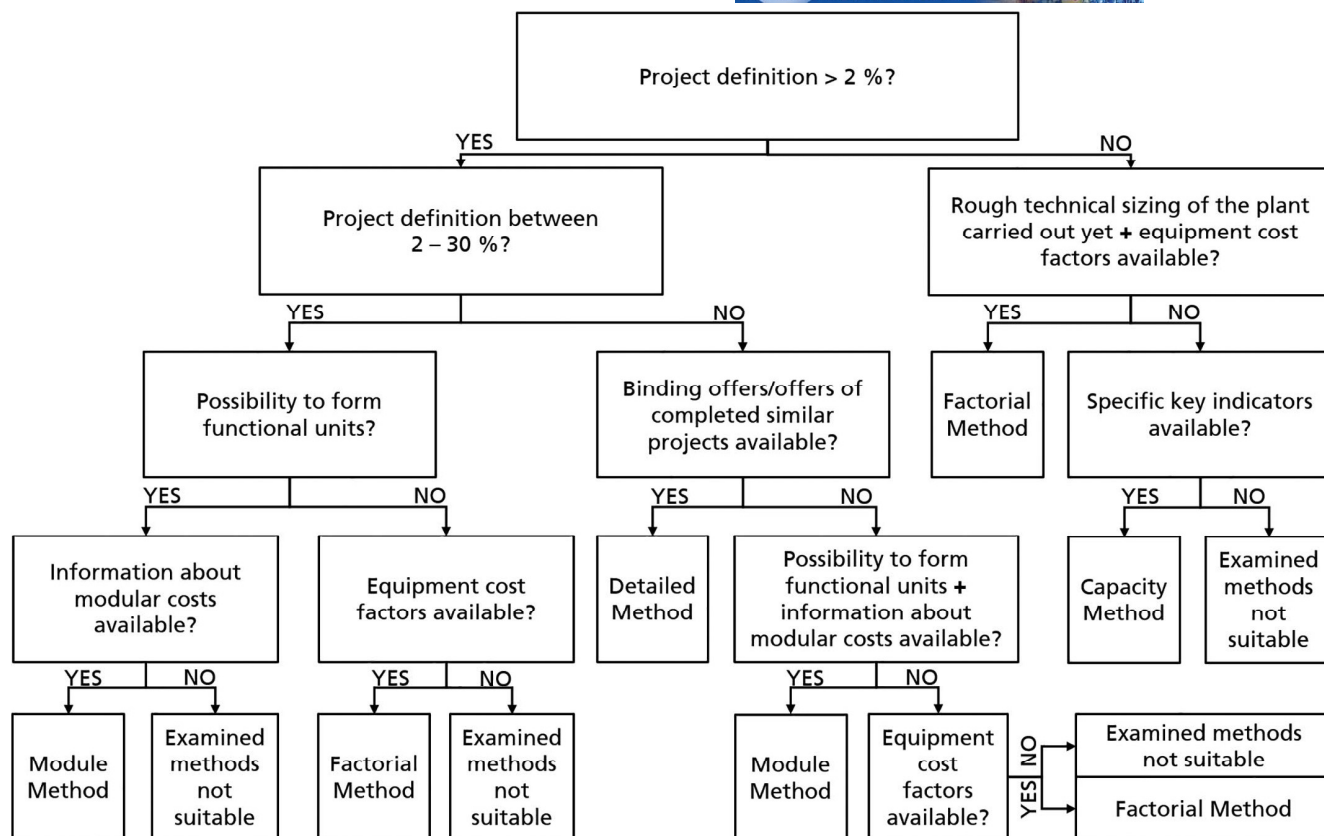 Project definition > 2 %?
YES
NO
Project definition between
2 – 30 %?
Rough technical sizing of the plant
carried out yet + equipment cost
factors available?
YES
NO
YES
NO
Possibility to form
functional units?
Binding offers/offers of
completed similar
projects available?
Factorial
Method
Specific key indicators
available?
YES
NO
YES
NO
YES
NO
Information about
modular costs
available?
Equipment cost
factors available?
Detailed
Method
Possibility to form
functional units +
information about
modular costs available?
Capacity
Method
Examined
methods
not
suitable
YES
NO
YES
NO
YES
NO
Module
Method
Examined
methods
not
suitable
Factorial
Method
Examined
methods
not
suitable
Module
Method
Equipment
cost
factors
available?
NO
YES
Examined methods
not suitable
Factorial Method